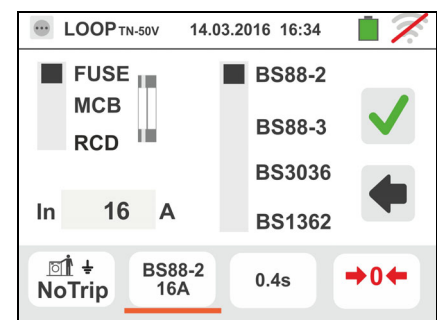 LOOP TN-50V 14.03.2016 16:34
FUSE
MCB
RCD
In 16 A
BS88-2
BS88-3
BS3036
BS1362
NoTrip
BS88-2
16A
0.4s
0